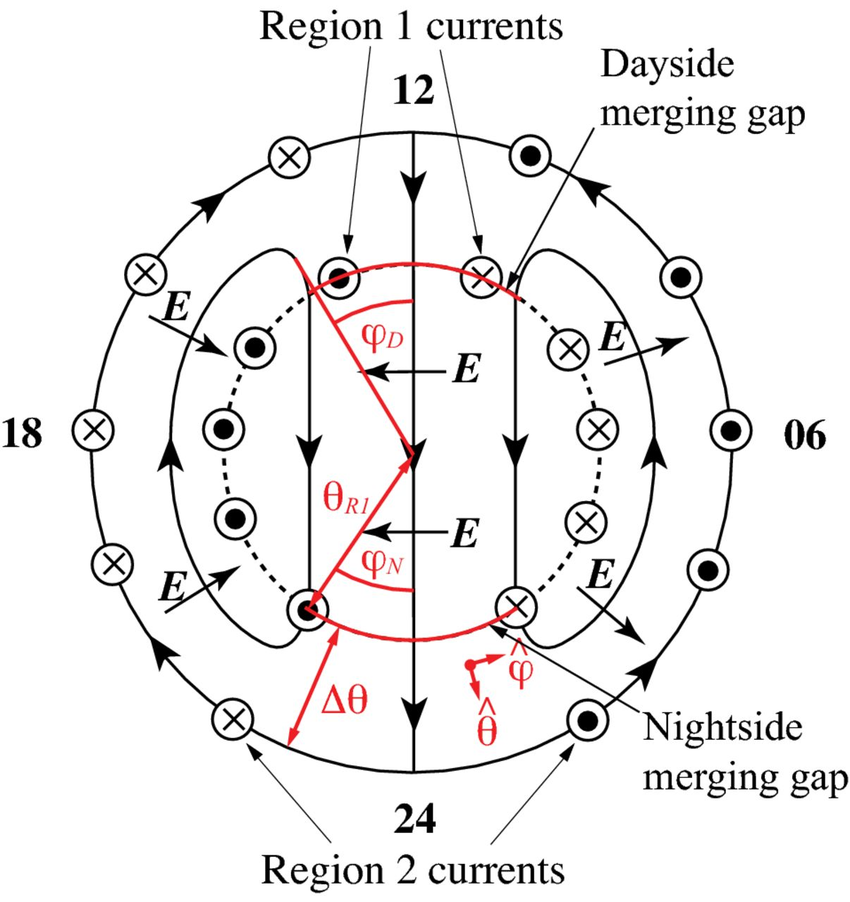 Region 1 currents
Dayside
merging gap
12
E
E
φD
E
18
06
θR1
E
φN
E
E
φ̂
θ̂
Δθ
Nightside
merging gap
24
Region 2 currents